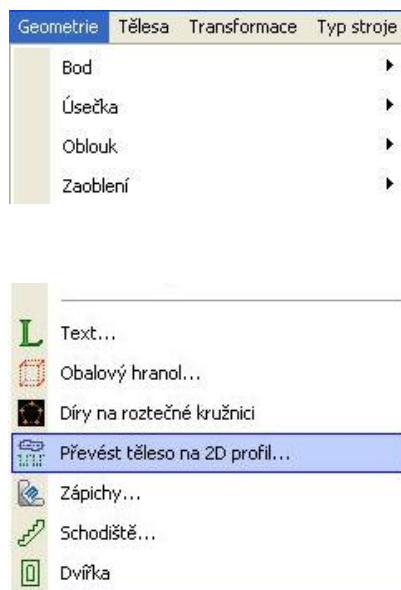 Geometrie Tělesa Transformace Typ stroje
Bod
Úsečka
Oblouk
Zaoblení
Text...
Obalový hranol...
Díry na roztečné kružnici
Převést těleso na 2D profil...
Zápichy...
Schodiště...
Dvířka